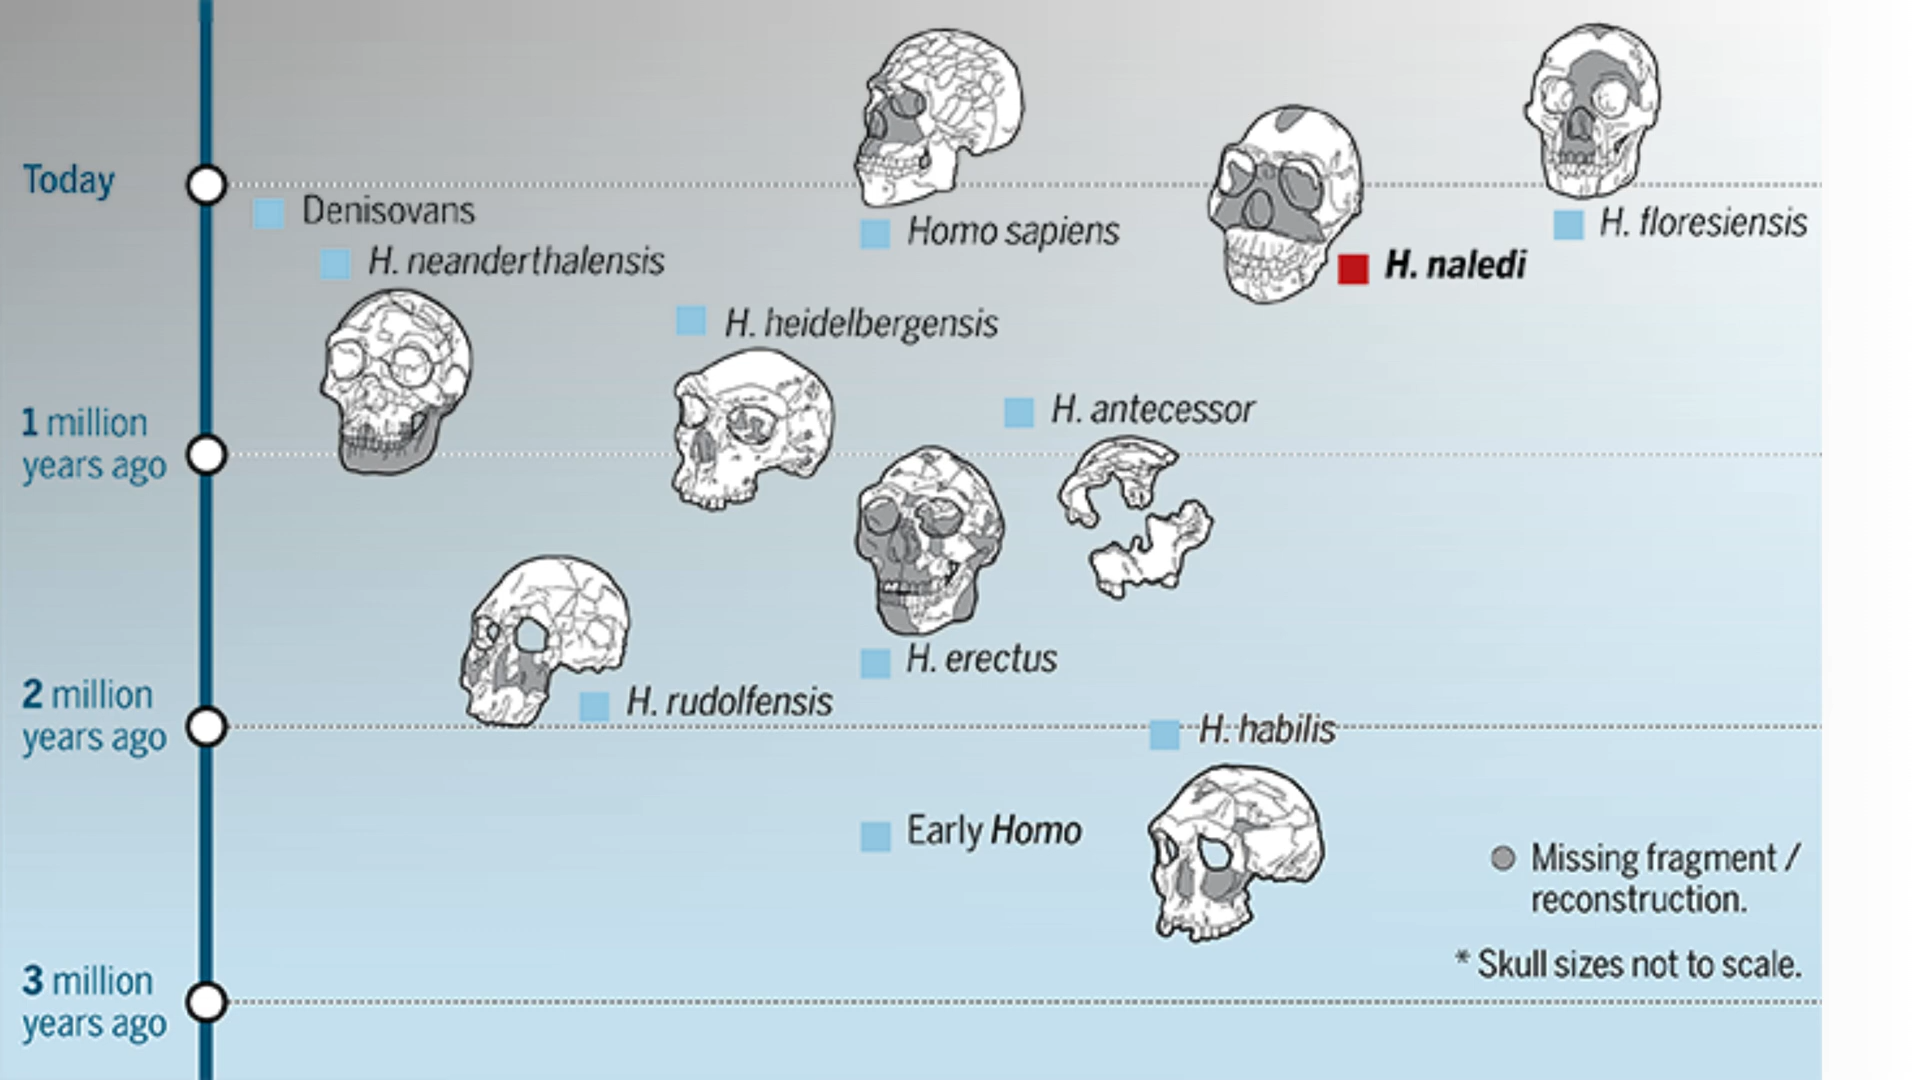 Today
Denisovans
Homo sapiens
H. floresiensis
H. neanderthalensis
H. naledi
H. heidelbergensis
1 million
years ago
H. antecessor
H. erectus
2 million
years ago
H. rudolfensis
H. habilis
Early Homo
Missing fragment /
reconstruction.
* Skull sizes not to scale.
3 million
years ago